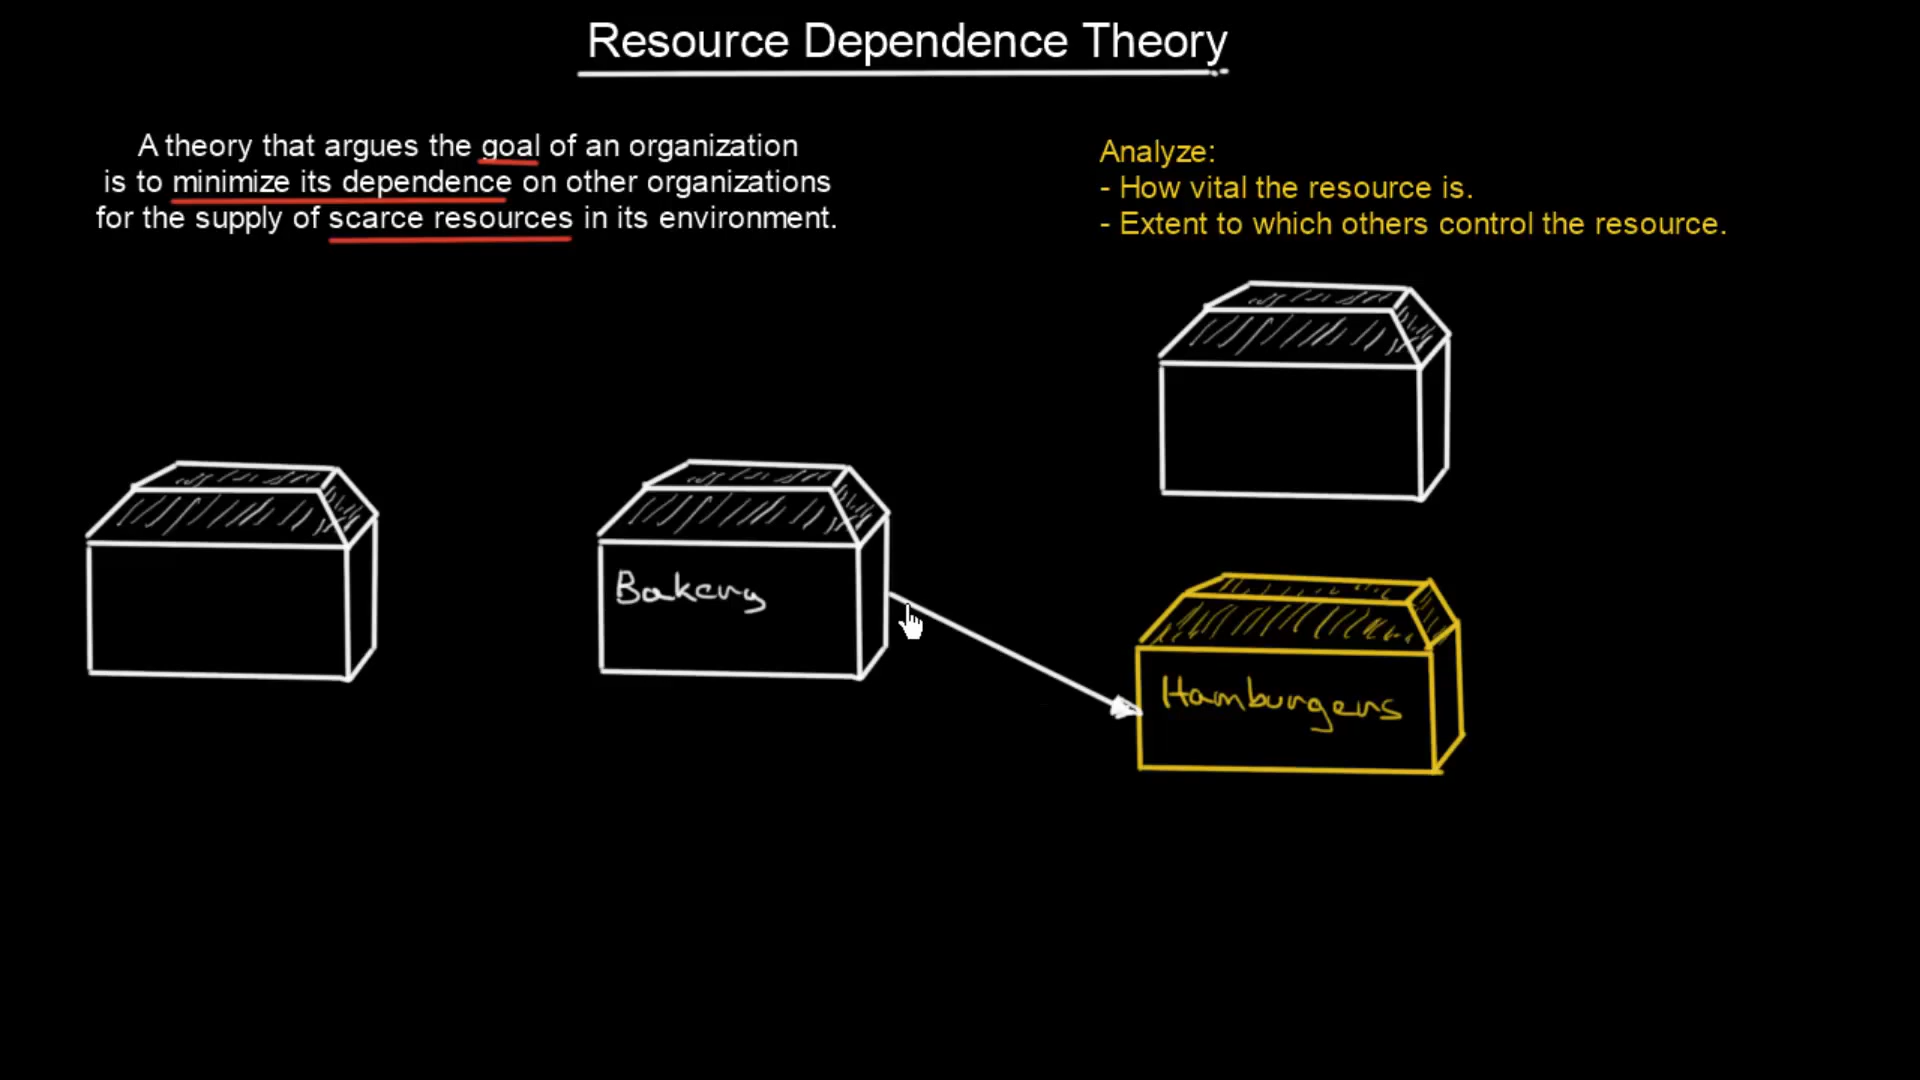 Resource Dependence Theory
A theory that argues the goal of an organization
is to minimize its dependence on other organizations
for the supply of scarce resources in its environment.
Analyze:
- How vital the resource is.
- Extent to which others control the resource.
Bakery
Hamburgers